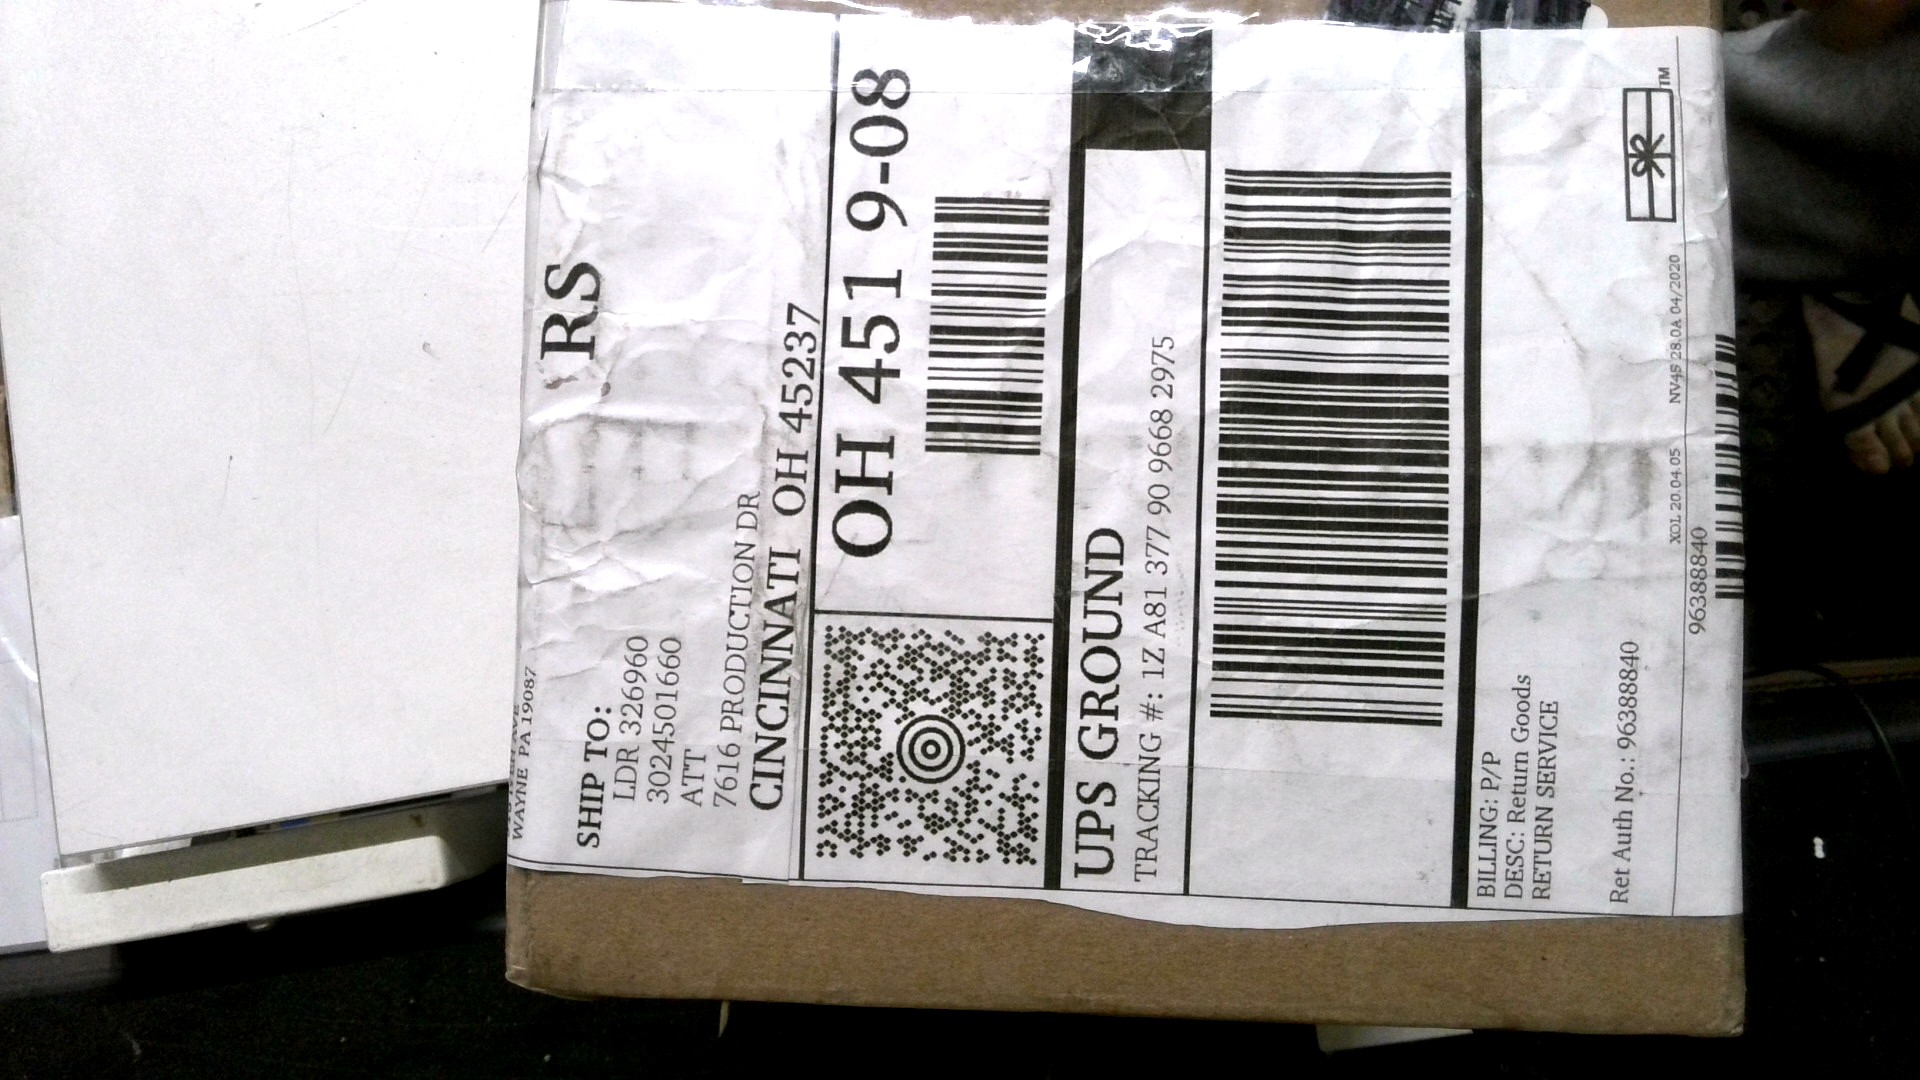 WAYNE PA 19087
RS
SHIP TO:
LDR 326960
3024501660
ATT
7616 PRODUCTION DR
CINCINNATI OH 45237
OH 451 9-08
UPS GROUND
TRACKING #: 1Z A81 377 90 9668 2975
BILLING: P/P
DESC: Return Goods
RETURN SERVICE
Ret Auth No.: 96388840
TM
XOL 20.04.05 NV45 28.0A 04/2020
96388840